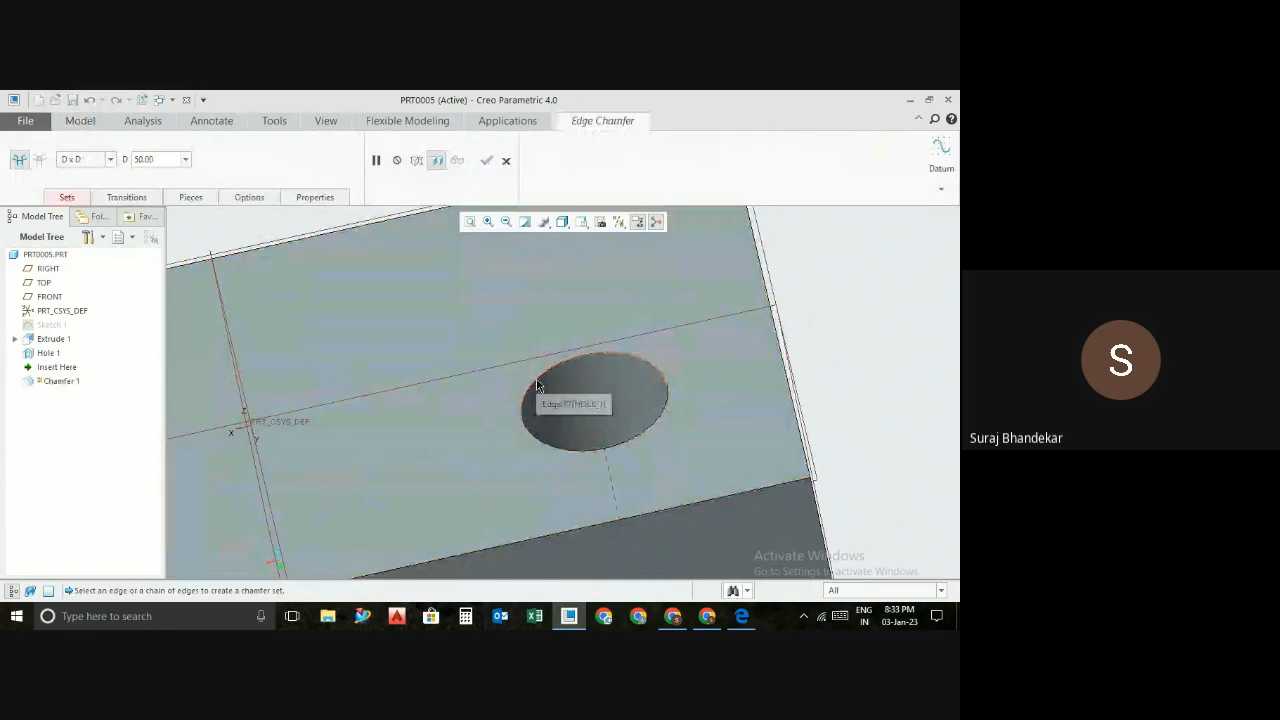 PRT0005 (Active) - Creo Parametric 4.0
File Model Analysis Annotate Tools View Flexible Modeling Applications Edge Chamfer
D x D D 50.00
Datum
Sets Transitions Pieces Options Properties
Model Tree Fol... Fav...
Model Tree
PRT0005.PRT
RIGHT
TOP
FRONT
PRT_CSYS_DEF
Sketch 1
Extrude 1
Hole 1
Insert Here
Chamfer 1
Z
PRT_CSYS_DEF
X
Y
Activate Windows
Go to Settings to activate Windows.
Select an edge or a chain of edges to create a chamfer set.
All
Type here to search
ENG
IN
8:33 PM
03-Jan-23
S
Suraj Bhandekar